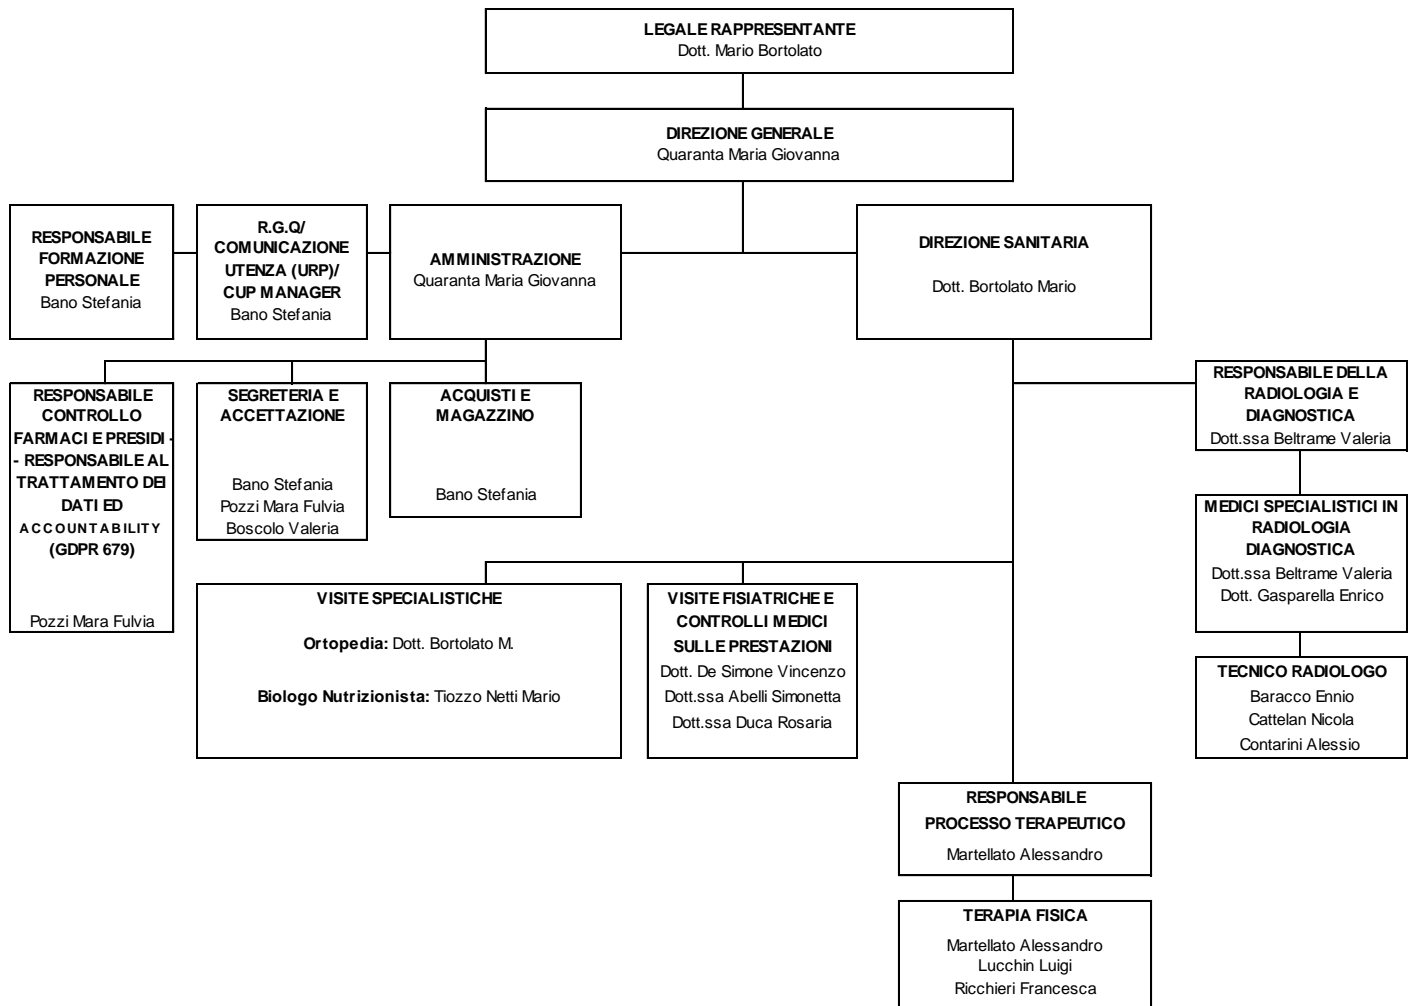 LEGALE RAPPRESENTANTE
Dott. Mario Bortolato
DIREZIONE GENERALE
Quaranta Maria Giovanna
RESPONSABILE
FORMAZIONE
PERSONALE
Bano Stefania
R.G.Q/
COMUNICAZIONE
UTENZA (URP)/
CUP MANAGER
Bano Stefania
AMMINISTRAZIONE
Quaranta Maria Giovanna
DIREZIONE SANITARIA
Dott. Bortolato Mario
RESPONSABILE
CONTROLLO
FARMACI E PRESIDI -
- RESPONSABILE AL
TRATTAMENTO DEI
DATI ED
ACCOUNTABILITY
(GDPR 679)
Pozzi Mara Fulvia
SEGRETERIA E
ACCETTAZIONE
Bano Stefania
Pozzi Mara Fulvia
Boscolo Valeria
ACQUISTI E
MAGAZZINO
Bano Stefania
RESPONSABILE DELLA
RADIOLOGIA E
DIAGNOSTICA
Dott.ssa Beltrame Valeria
MEDICI SPECIALISTICI IN
RADIOLOGIA
DIAGNOSTICA
Dott.ssa Beltrame Valeria
Dott. Gasparella Enrico
VISITE SPECIALISTICHE
Ortopedia: Dott. Bortolato M.
Biologo Nutrizionista: Tiozzo Netti Mario
VISITE FISIATRICHE E
CONTROLLI MEDICI
SULLE PRESTAZIONI
Dott. De Simone Vincenzo
Dott.ssa Abelli Simonetta
Dott.ssa Duca Rosaria
TECNICO RADIOLOGO
Baracco Ennio
Cattelan Nicola
Contarini Alessio
RESPONSABILE
PROCESSO TERAPEUTICO
Martellato Alessandro
TERAPIA FISICA
Martellato Alessandro
Lucchin Luigi
Ricchieri Francesca